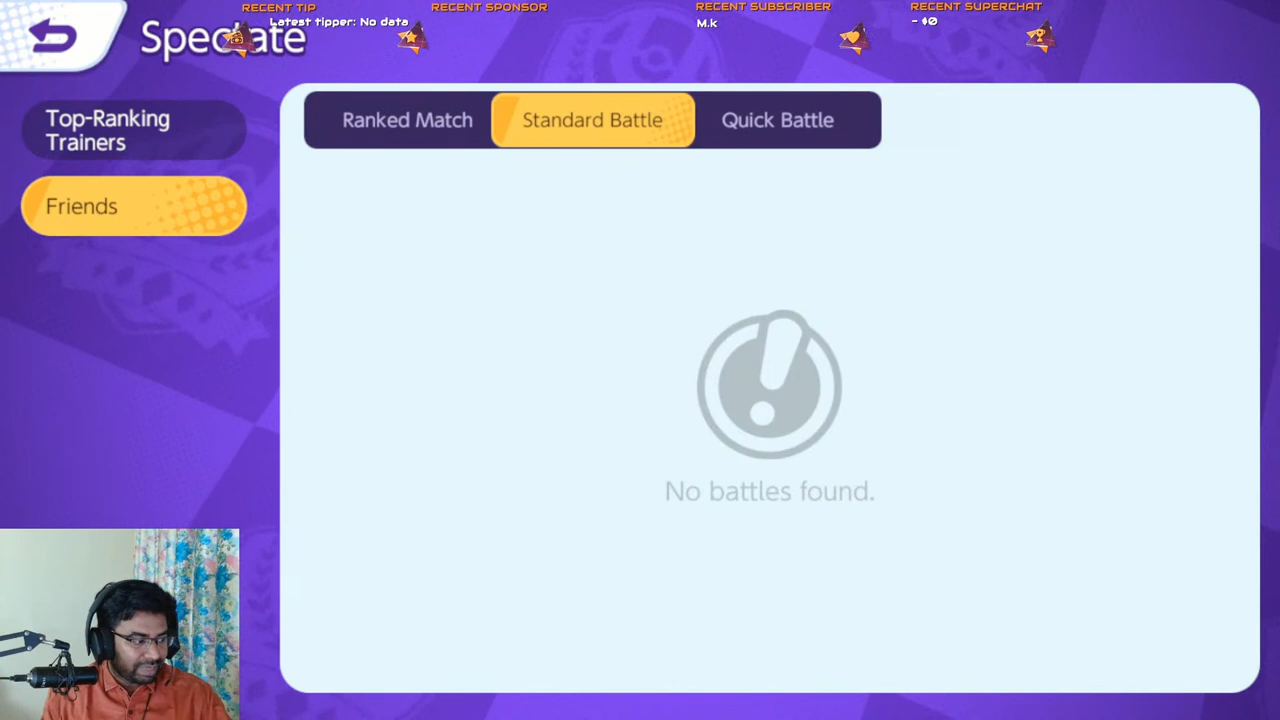 RECENT TIP
Latest tipper: No data
RECENT SPONSOR
RECENT SUBSCRIBER
M.k
RECENT SUPERCHAT
- $0
Top-Ranking
Trainers
Friends
Ranked Match
Standard Battle
Quick Battle
No battles found.